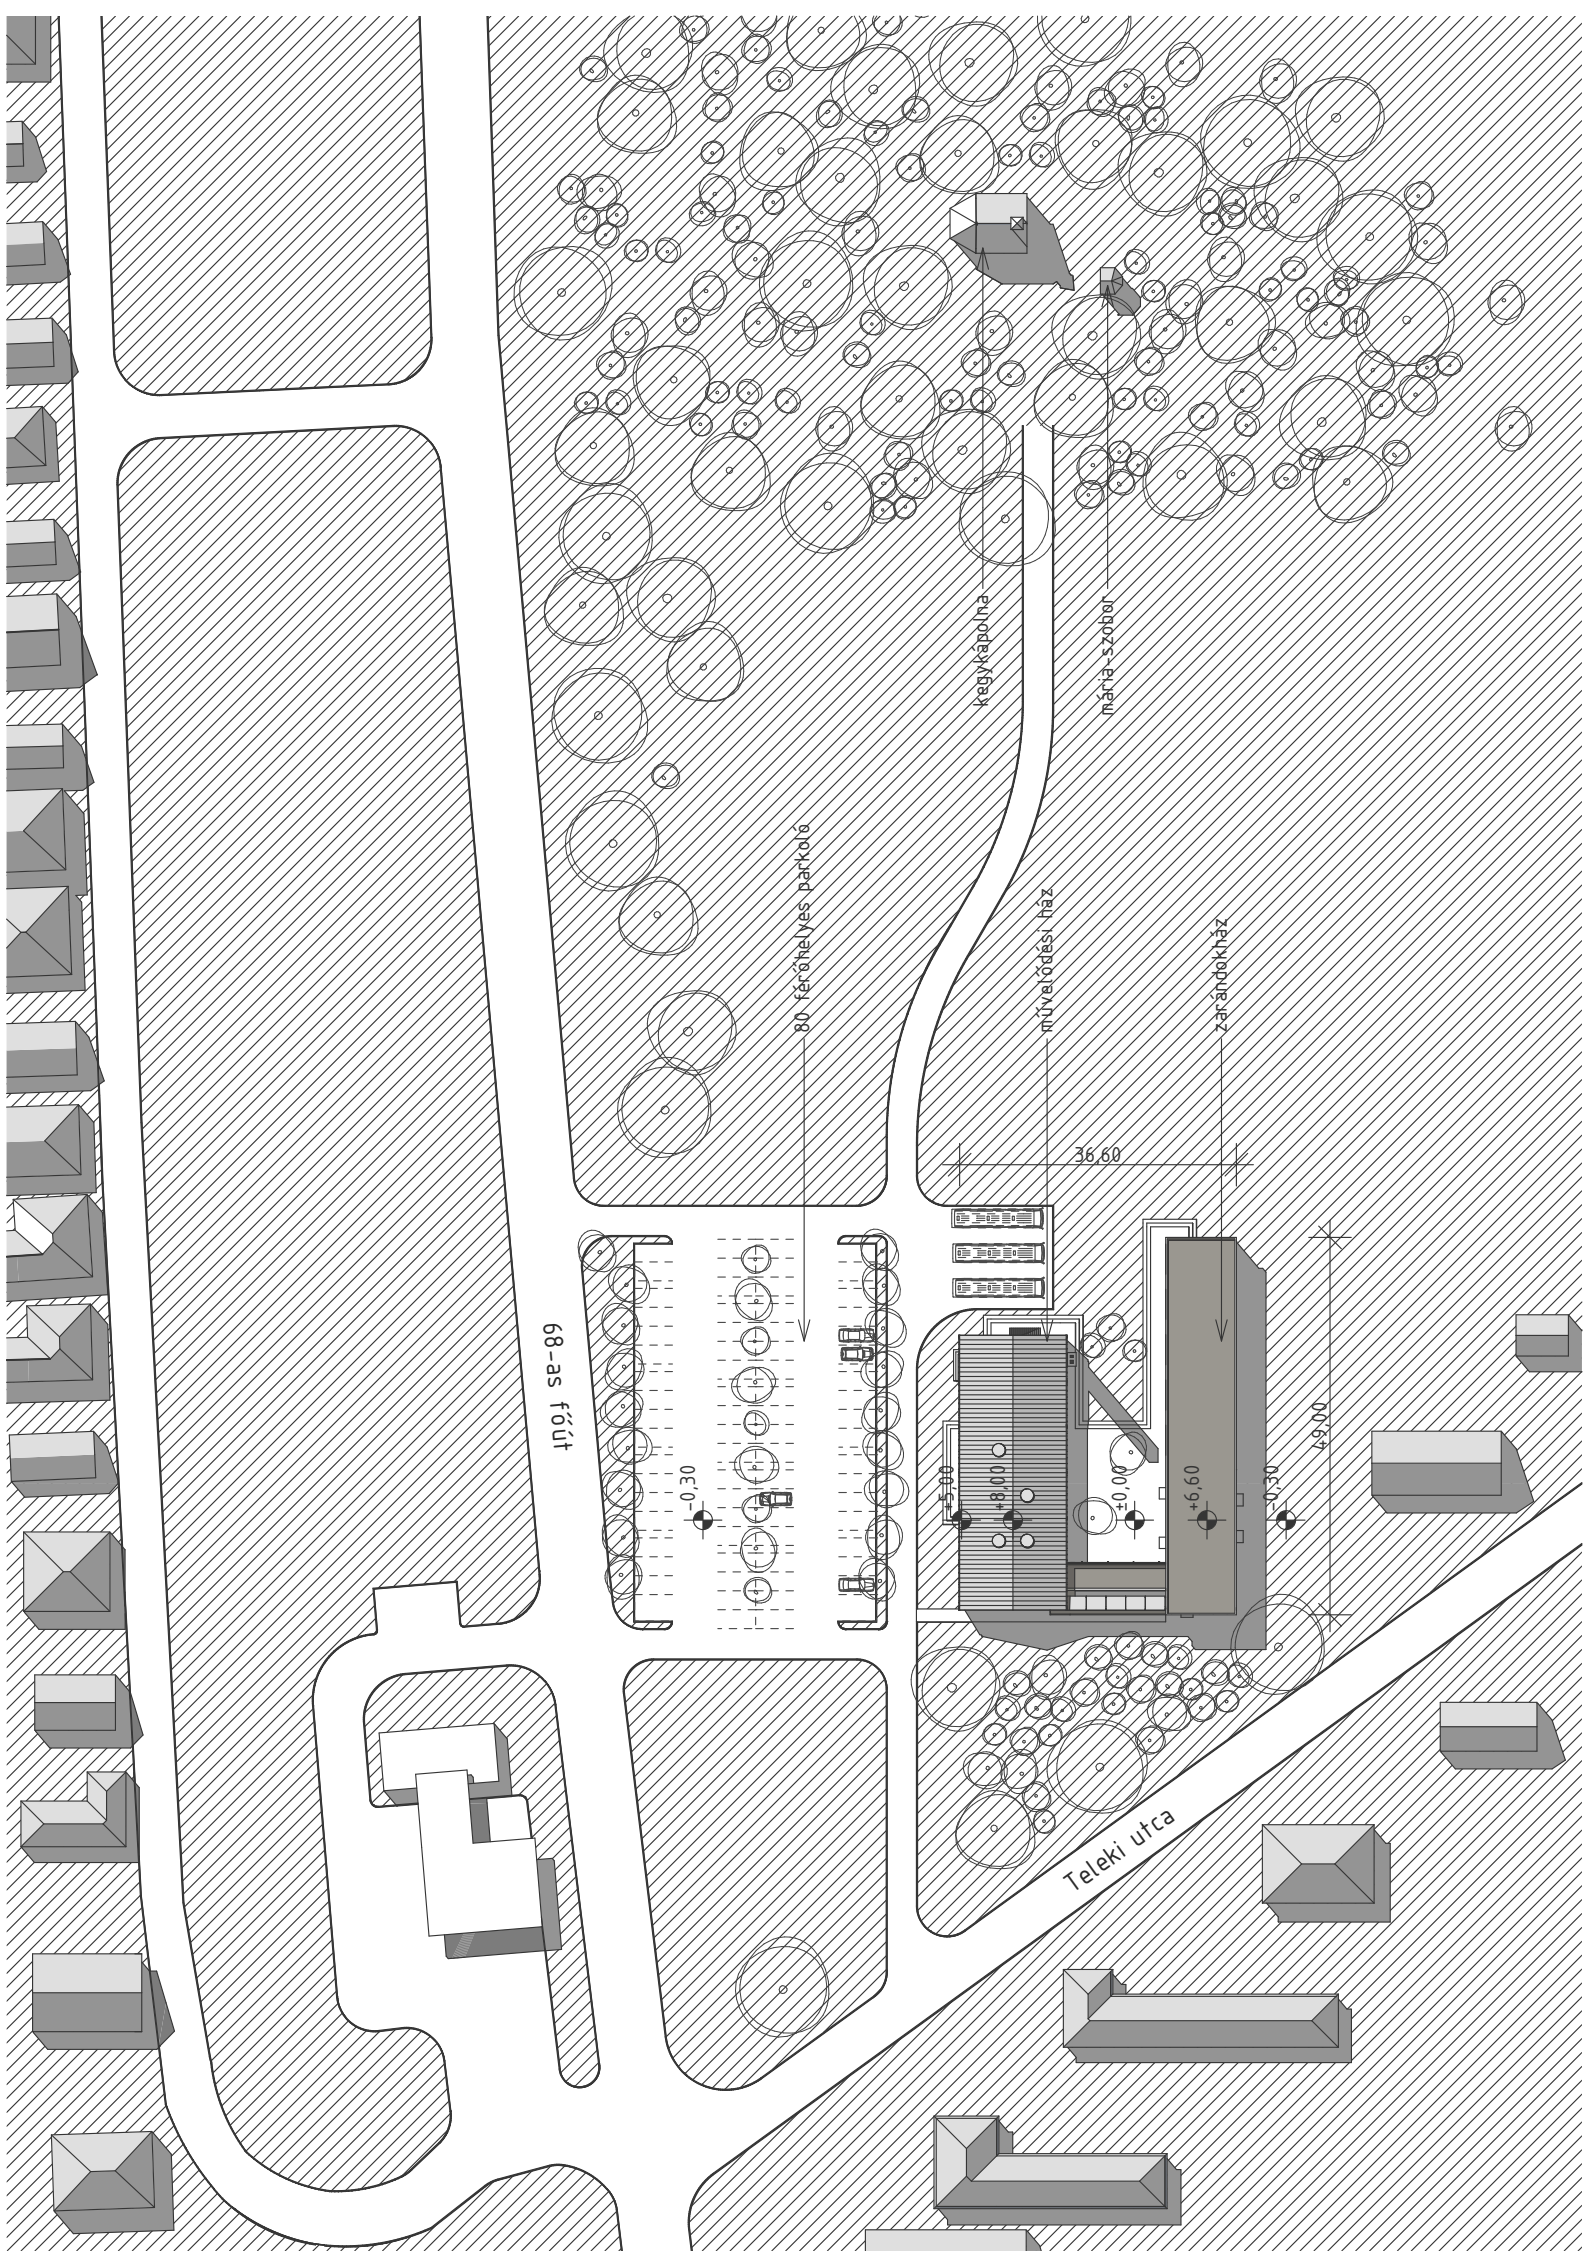 kegykápolna
mária-szobor
80 férőhelyes parkoló
művelődési ház
zarándokház
36,60
68-as főút
49,00
-0,30
+5,00
+8,00
±0,00
+6,60
-0,30
Teleki utca